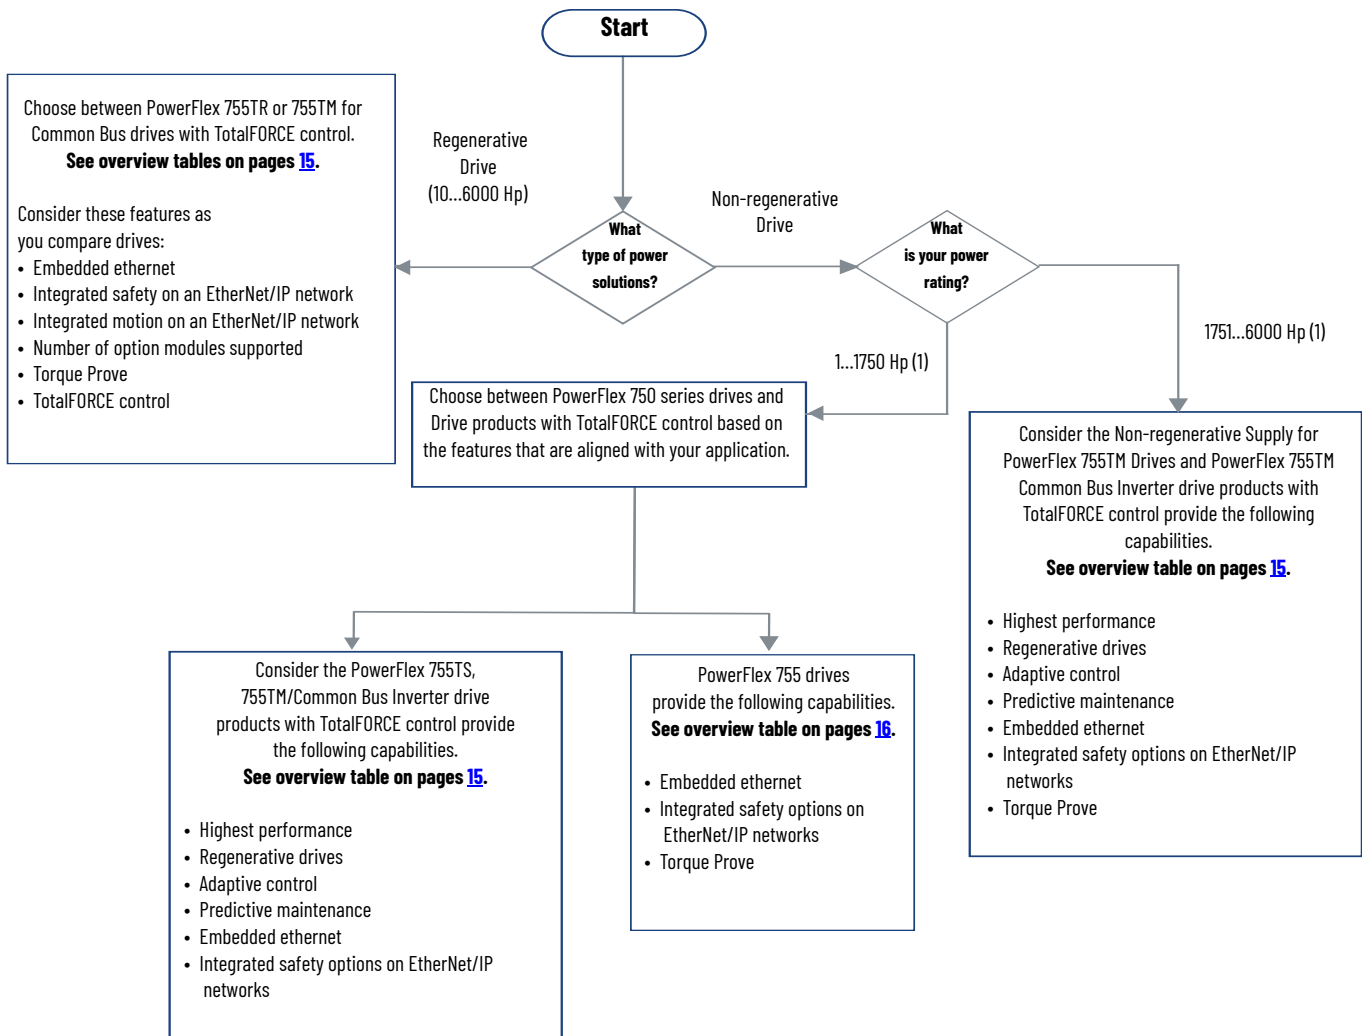 Start
Choose between PowerFlex 755TR or 755TM for
Common Bus drives with TotalFORCE control.
See overview tables on pages 15.
Consider these features as
you compare drives:
• Embedded ethernet
• Integrated safety on an EtherNet/IP network
• Integrated motion on an EtherNet/IP network
• Number of option modules supported
• Torque Prove
• TotalFORCE control
Regenerative
Drive
(10...6000 Hp)
What
type of power
solutions?
Non-regenerative
Drive
What
is your power
rating?
1751...6000 Hp (1)
1...1750 Hp (1)
Choose between PowerFlex 750 series drives and
Drive products with TotalFORCE control based on
the features that are aligned with your application.
Consider the Non-regenerative Supply for
PowerFlex 755TM Drives and PowerFlex 755TM
Common Bus Inverter drive products with
TotalFORCE control provide the following
capabilities.
See overview table on pages 15.
• Highest performance
• Regenerative drives
• Adaptive control
• Predictive maintenance
• Embedded ethernet
• Integrated safety options on EtherNet/IP
networks
• Torque Prove
Consider the PowerFlex 755TS,
755TM/Common Bus Inverter drive
products with TotalFORCE control provide
the following capabilities.
See overview table on pages 15.
• Highest performance
• Regenerative drives
• Adaptive control
• Predictive maintenance
• Embedded ethernet
• Integrated safety options on EtherNet/IP
networks
PowerFlex 755 drives
provide the following capabilities.
See overview table on pages 16.
• Embedded ethernet
• Integrated safety options on
EtherNet/IP networks
• Torque Prove